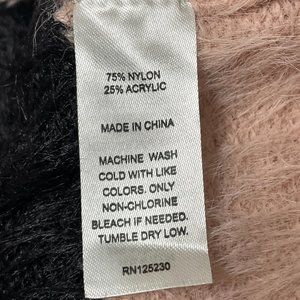 75% NYLON
25% ACRYLIC
MADE IN CHINA
MACHINE WASH
COLD WITH LIKE
COLORS. ONLY
NON-CHLORINE
BLEACH IF NEEDED.
TUMBLE DRY LOW.
RN125230